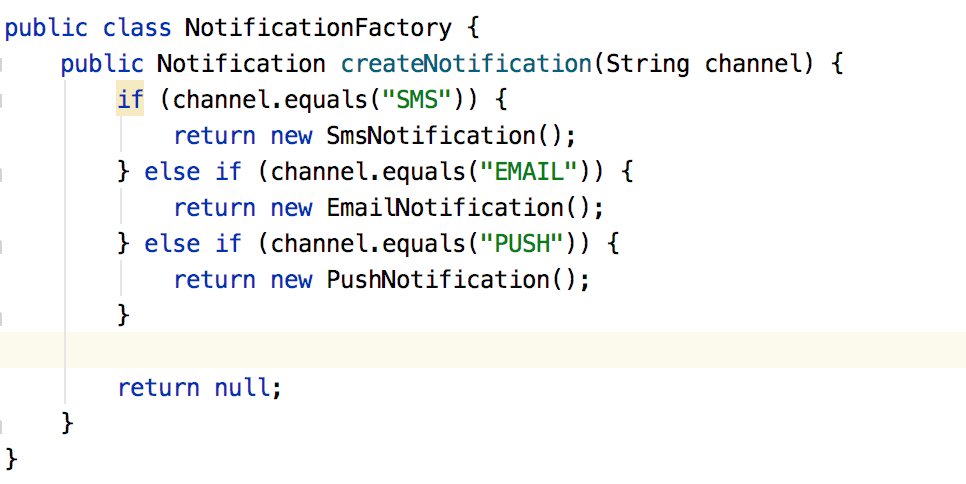 public class NotificationFactory {
    public Notification createNotification(String channel) {
        if (channel.equals("SMS")) {
            return new SmsNotification();
        } else if (channel.equals("EMAIL")) {
            return new EmailNotification();
        } else if (channel.equals("PUSH")) {
            return new PushNotification();
        }

        return null;
    }
}